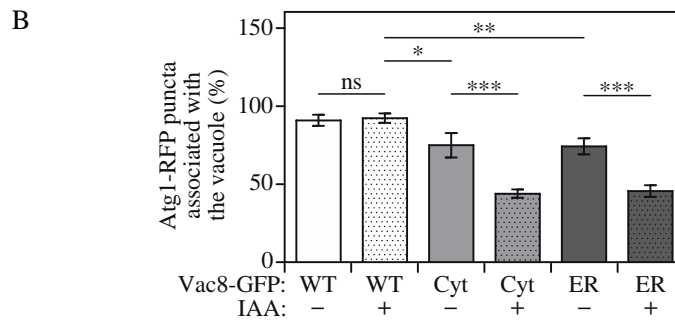 B
150
100
50
0
Atg1-RFP puncta
associated with
the vacuole (%)
ns
*
***
**
***
Vac8-GFP: WT WT Cyt Cyt ER ER
IAA: − + − + − +